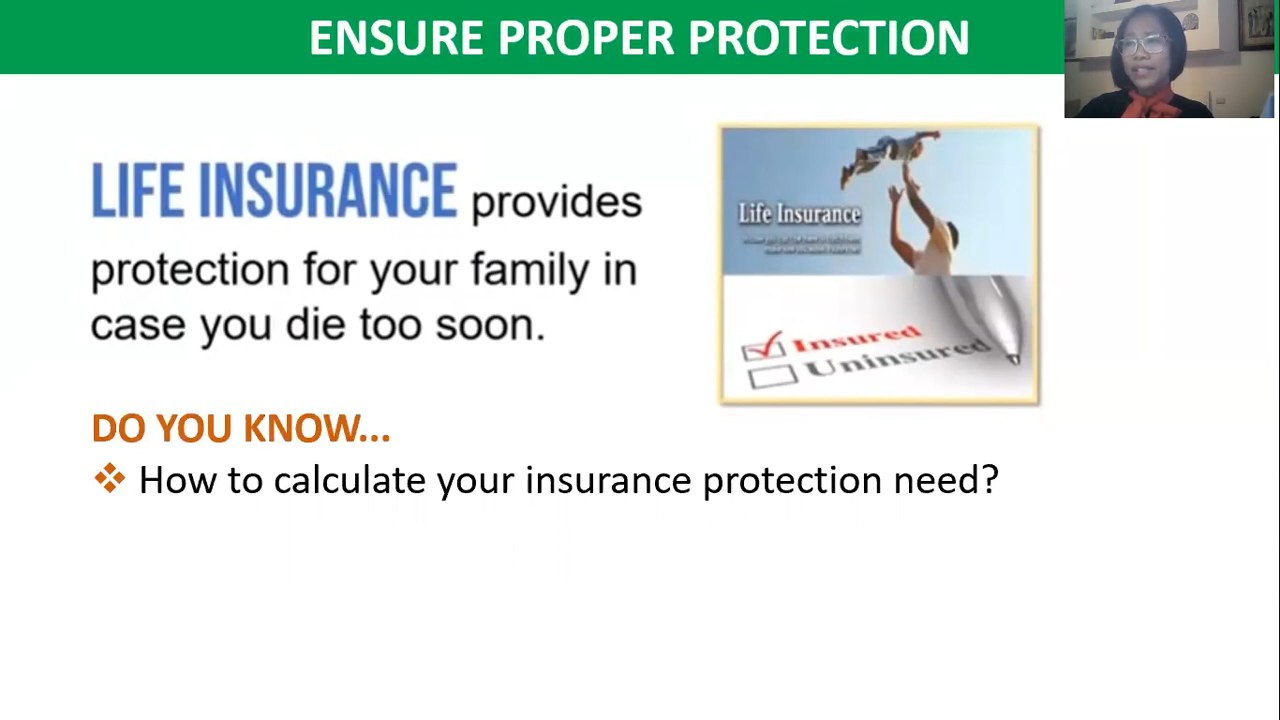 ENSURE PROPER PROTECTION
LIFE INSURANCE provides
protection for your family in
case you die too soon.
Life Insurance
Insured
Uninsured
DO YOU KNOW...
❖ How to calculate your insurance protection need?